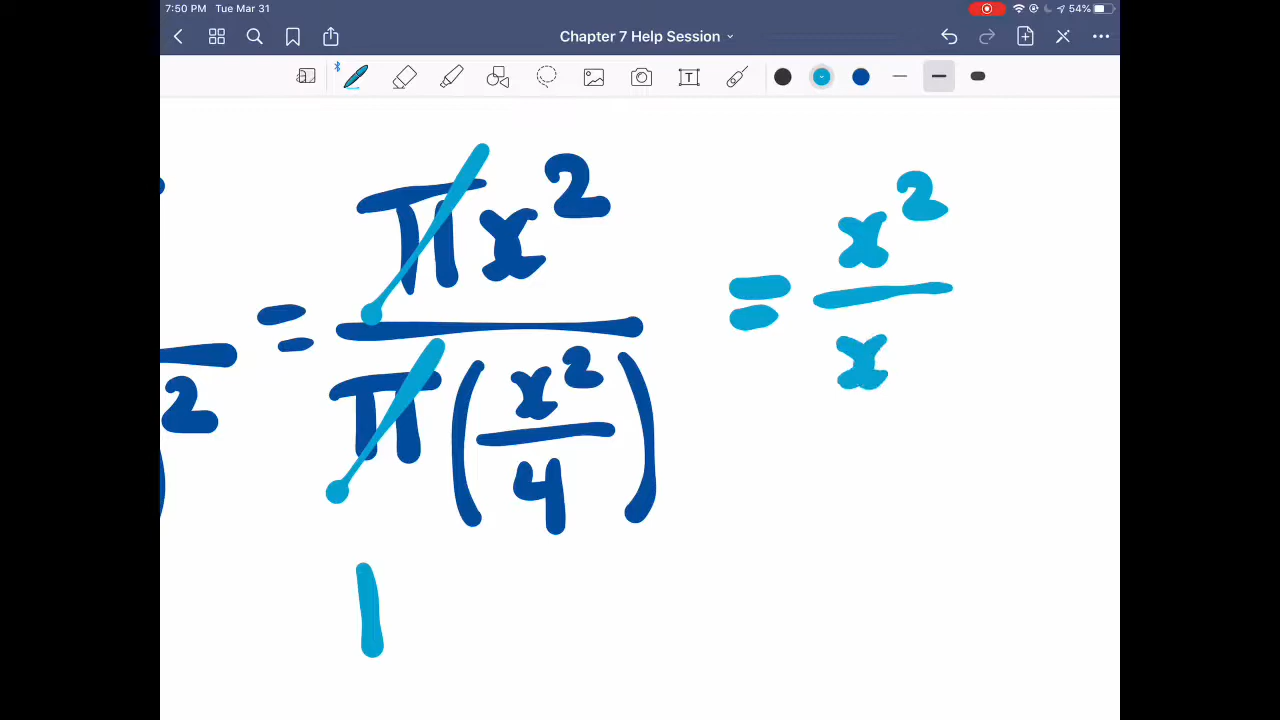 7:50 PM Tue Mar 31 54%
Chapter 7 Help Session
T
= πx² / π(x²/4) = x² / x
2
1